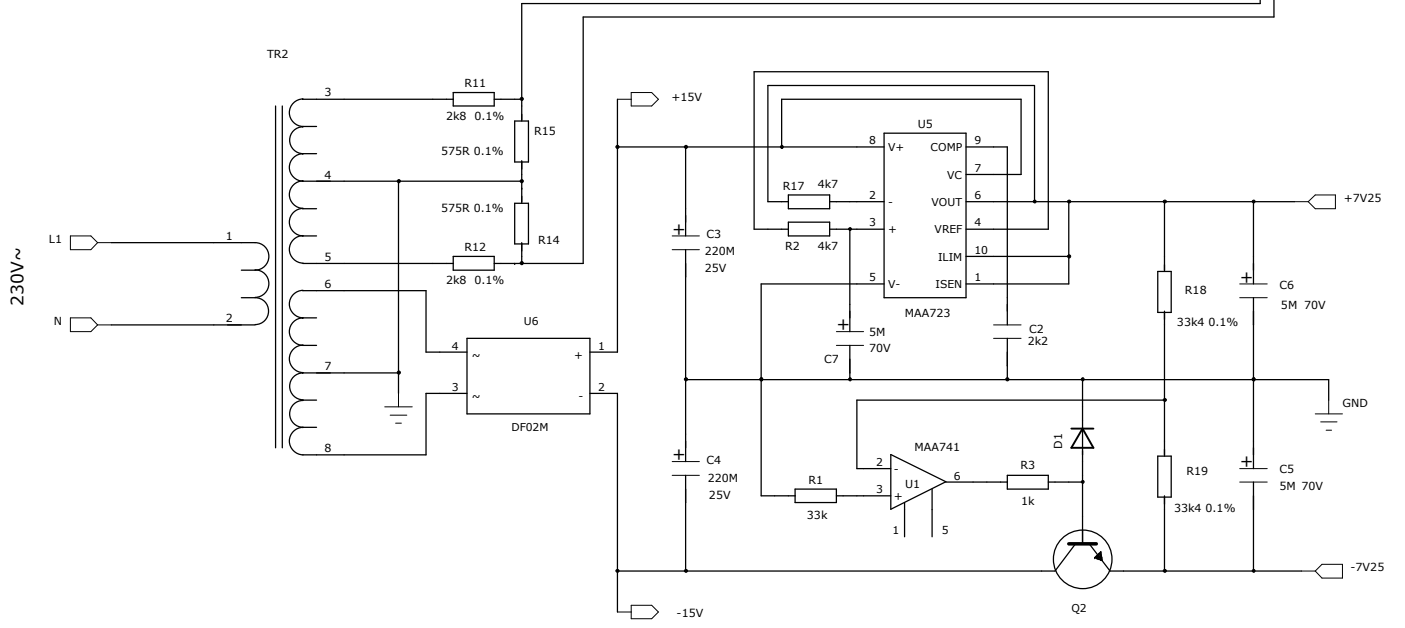 TR2
230V~
L1
N
1
2
3
4
5
6
7
8
R11
2k8 0.1%
R15
575R 0.1%
575R 0.1%
R14
R12
2k8 0.1%
U6
4 ~ + 1
3 ~ - 2
DF02M
+15V
-15V
C3
220M
25V
C4
220M
25V
U5
8 V+ COMP 9
VC 7
2 - VOUT 6
3 + VREF 4
ILIM 10
5 V- ISEN 1
MAA723
R17 4k7
R2 4k7
5M
70V
C7
C2
2k2
+7V25
R18
33k4 0.1%
C6
5M 70V
GND
D1
MAA741
2 -
U1
3 +
6
1 5
R1
33k
R3
1k
R19
33k4 0.1%
C5
5M 70V
Q2
-7V25